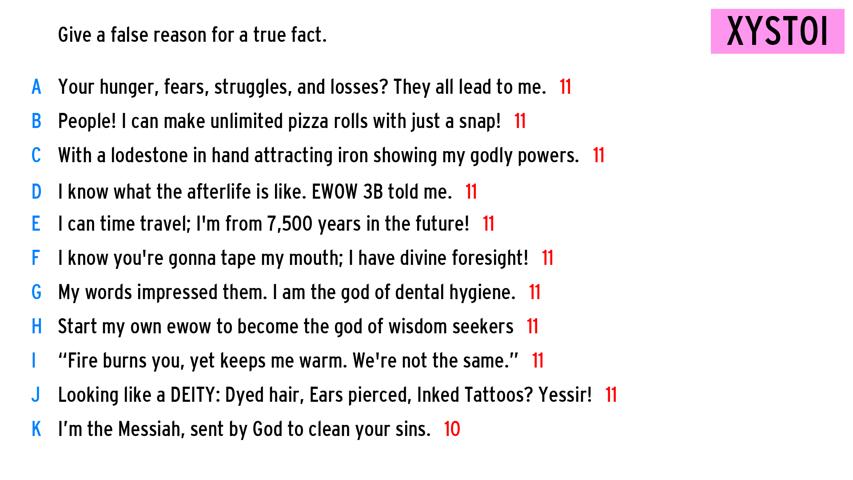 Give a false reason for a true fact.
XYSTOI
A Your hunger, fears, struggles, and losses? They all lead to me. 11
B People! I can make unlimited pizza rolls with just a snap! 11
C With a lodestone in hand attracting iron showing my godly powers. 11
D I know what the afterlife is like. EWOW 3B told me. 11
E I can time travel; I'm from 7,500 years in the future! 11
F I know you're gonna tape my mouth; I have divine foresight! 11
G My words impressed them. I am the god of dental hygiene. 11
H Start my own ewow to become the god of wisdom seekers 11
I “Fire burns you, yet keeps me warm. We're not the same.” 11
J Looking like a DEITY: Dyed hair, Ears pierced, Inked Tattoos? Yessir! 11
K I’m the Messiah, sent by God to clean your sins. 10